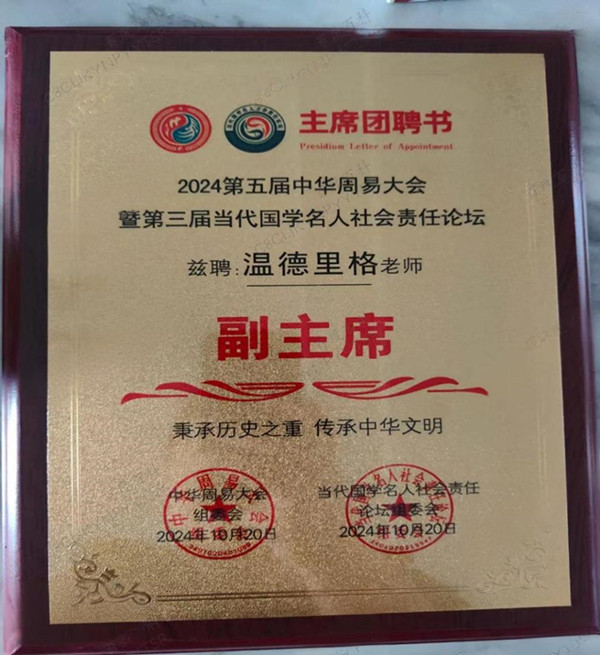 主席团聘书
Presidium Letter of Appointment
2024第五届中华周易大会
暨第三届当代国学名人社会责任论坛
兹聘:温德里格老师
副主席
秉承历史之重 传承中华文明
中华周易大会
组委会
2024年10月20日
当代国学名人社会责任
论坛组委会
2024年10月20日